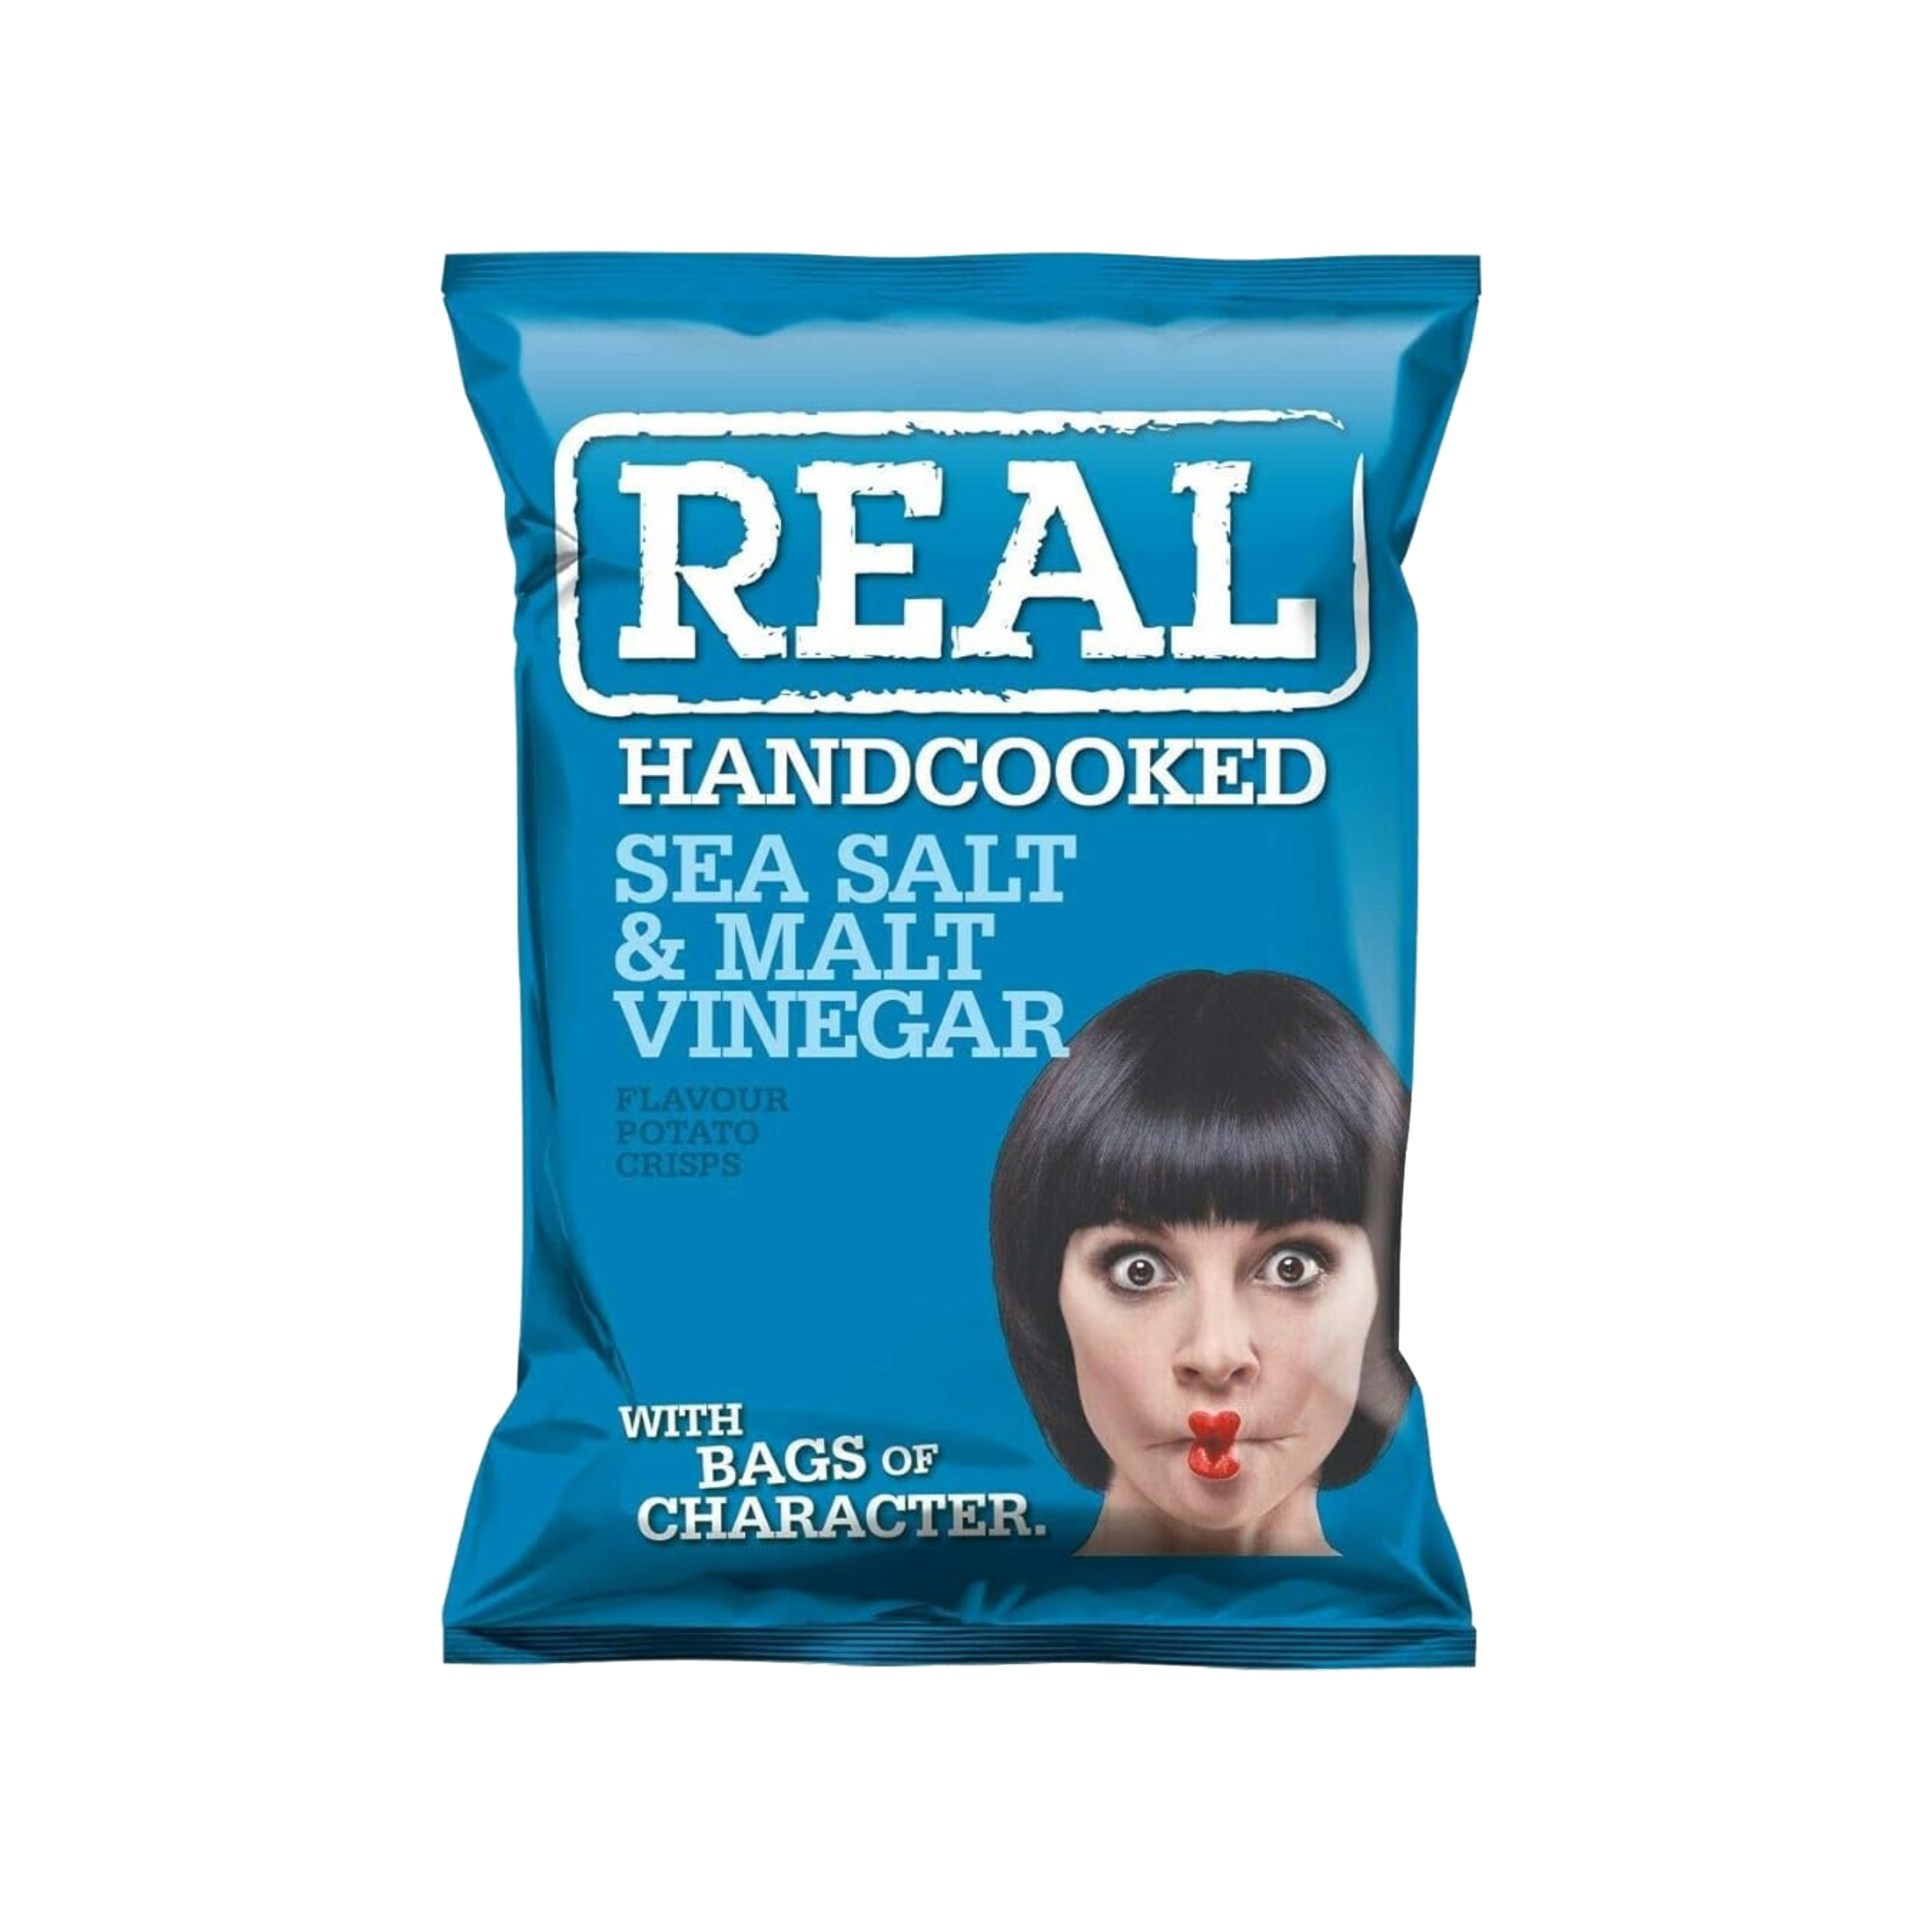 REAL
HANDCOOKED
SEA SALT
& MALT
VINEGAR
FLAVOUR
POTATO
CRISPS
WITH
BAGS OF
CHARACTER.